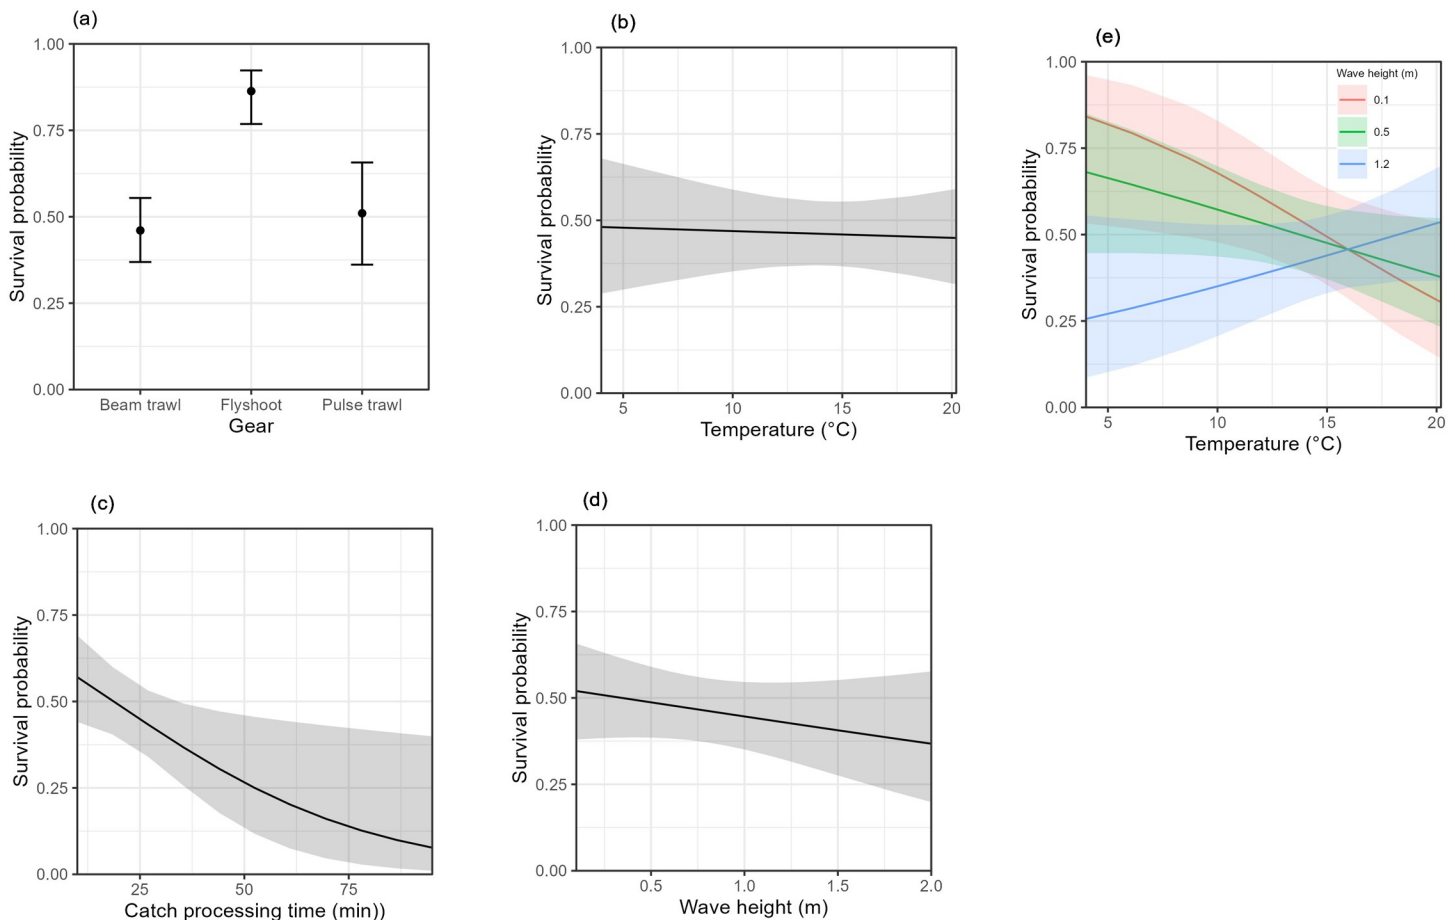 (a)
1.00
0.75
0.50
0.25
0.00
Survival probability
Beam trawl Flyshoot Pulse trawl
Gear
(b)
1.00
0.75
0.50
0.25
0.00
Survival probability
5 10 15 20
Temperature (°C)
(e)
1.00
0.75
0.50
0.25
0.00
Survival probability
Wave height (m)
0.1
0.5
1.2
5 10 15 20
Temperature (°C)
(c)
1.00
0.75
0.50
0.25
0.00
Survival probability
25 50 75
Catch processing time (min))
(d)
1.00
0.75
0.50
0.25
0.00
Survival probability
0.5 1.0 1.5 2.0
Wave height (m)